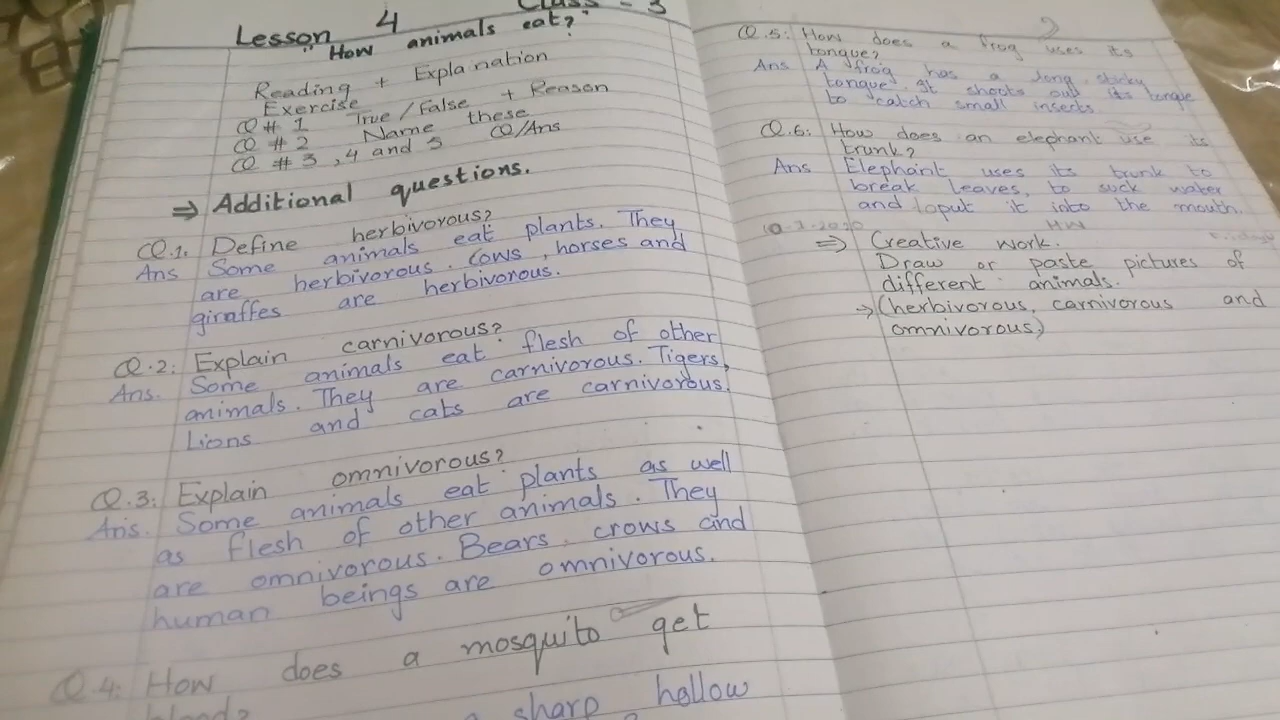 Class - 3
Lesson 4
"How animals eat?"
Reading + Explanation
Exercise
Q # 1 True/False + Reason
Q # 2 Name these
Q # 3, 4 and 5 Q/Ans
⇒ Additional questions.
Q.1. Define herbivorous?
Ans Some animals eat plants. They
are herbivorous. Cows, horses and
giraffes are herbivorous.
Q.2: Explain carnivorous?
Ans. Some animals eat flesh of other
animals. They are carnivorous. Tigers,
Lions and cats are carnivorous.
Q.3: Explain omnivorous?
Ans. Some animals eat plants as well
as flesh of other animals. They
are omnivorous. Bears, crows and
human beings are omnivorous.
Q.4: How does a mosquito get
blood?
a sharp hollow
Q.5: How does a frog uses its
tongue?
Ans A frog has a long sticky
tongue. It shoots out its tongue
to catch small insects.
Q.6: How does an elephant use its
trunk?
Ans Elephant uses its trunk to
break leaves, to suck water
and put it into the mouth.
HW
⇒ Creative work.
Draw or paste pictures of
different animals.
→ (herbivorous, carnivorous and
omnivorous)